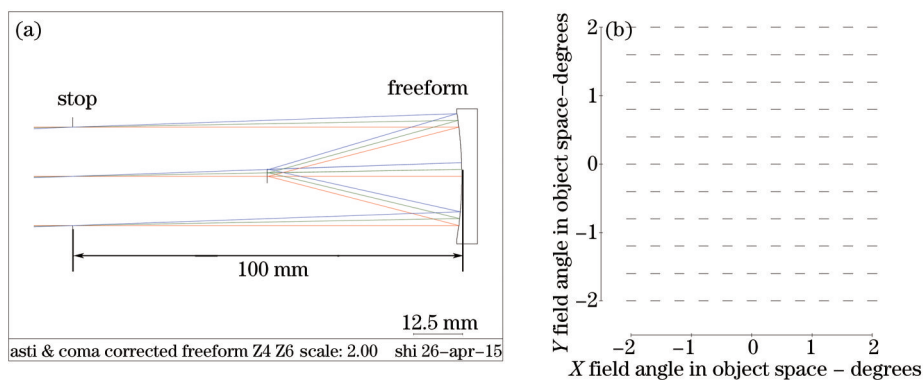 (a)
stop
freeform
100 mm
12.5 mm
asti & coma corrected freeform Z4 Z6 scale: 2.00 shi 26-apr-15
(b)
Y field angle in object space-degrees
2
1
0
-1
-2
-2 -1 0 1 2
X field angle in object space - degrees